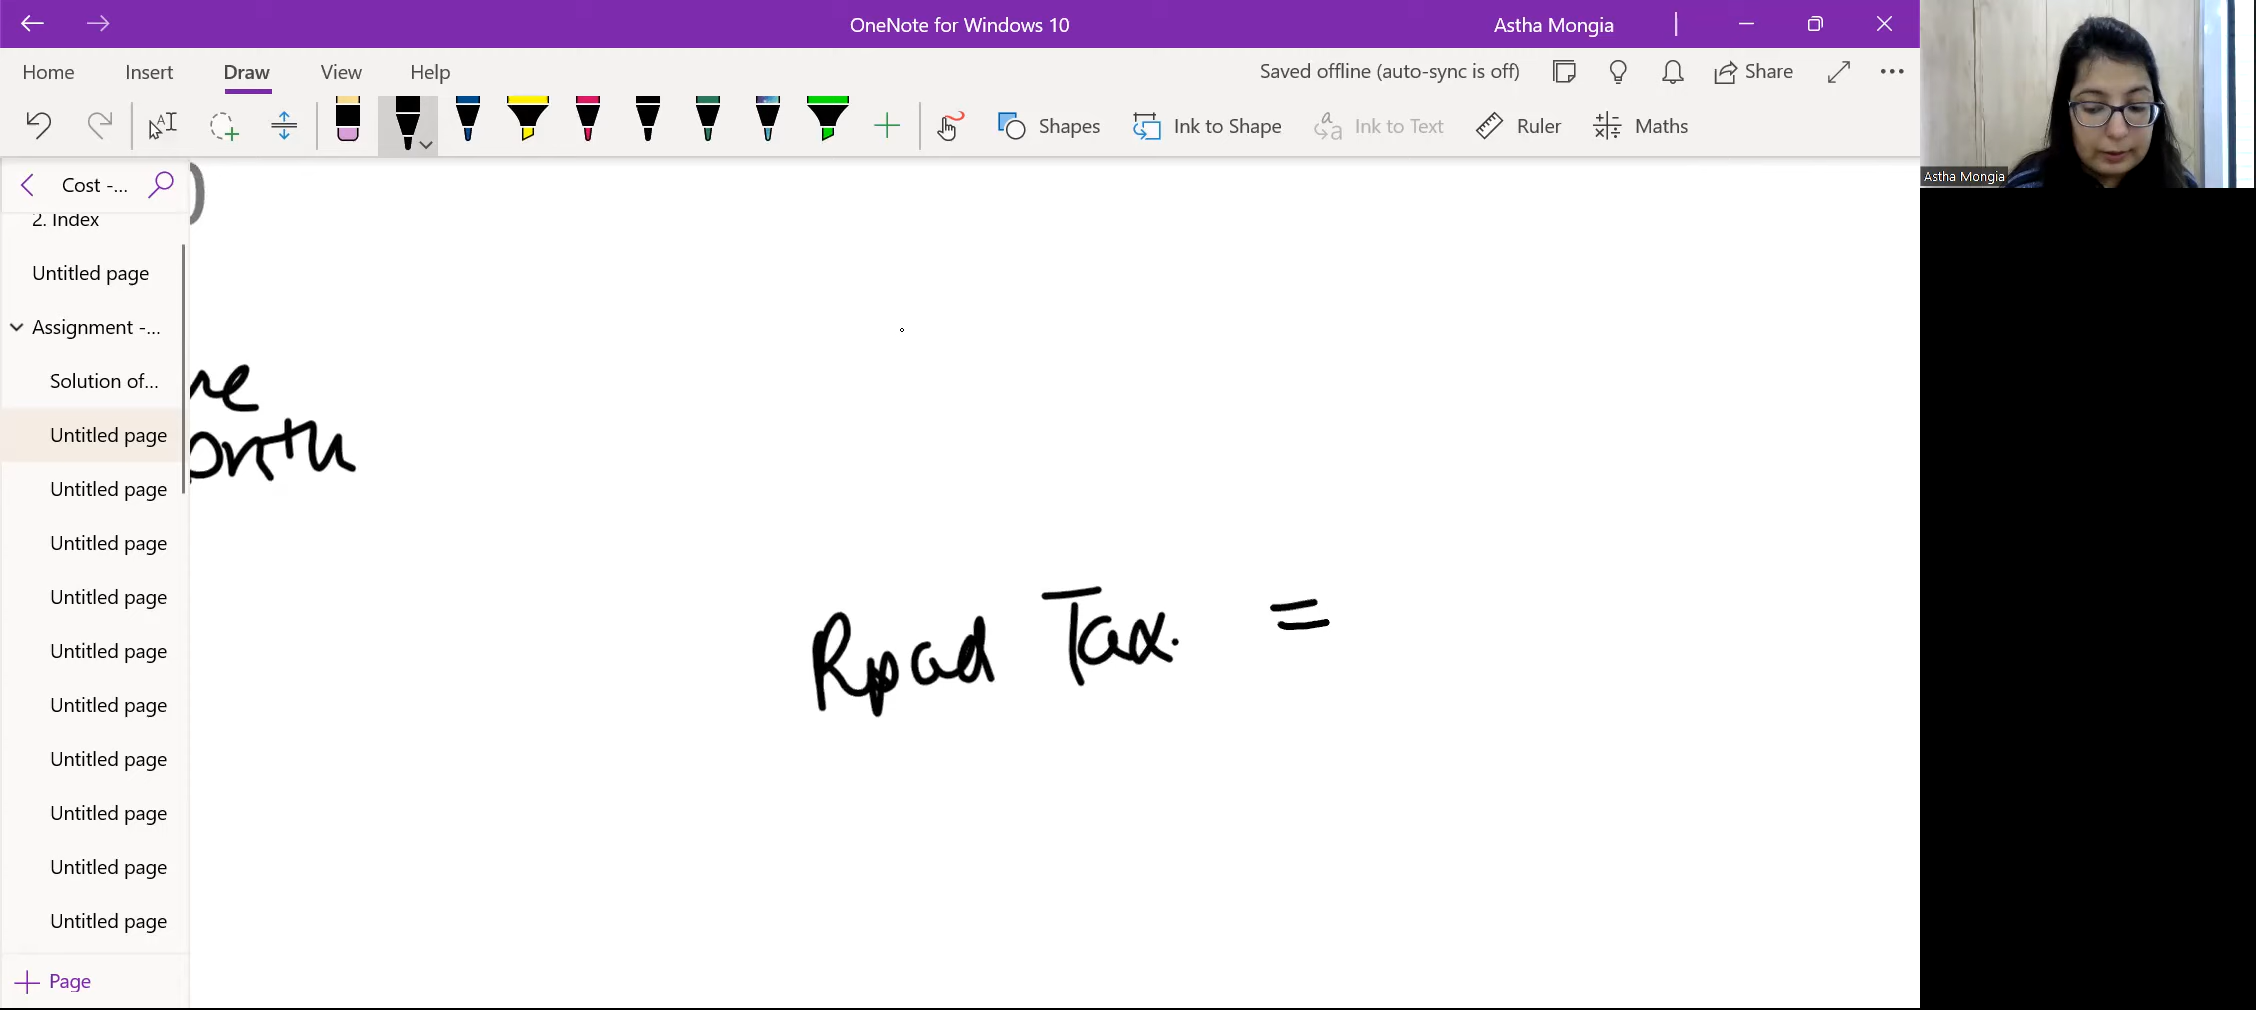 OneNote for Windows 10
Astha Mongia
Home Insert Draw View Help
Saved offline (auto-sync is off) Share
Shapes Ink to Shape Ink to Text Ruler Maths
Astha Mongia
Cost -...
2. Index
Untitled page
Assignment -...
Solution of...
Untitled page
Untitled page
Untitled page
Untitled page
Untitled page
Untitled page
Untitled page
Untitled page
Untitled page
Untitled page
Page
Road Tax. =